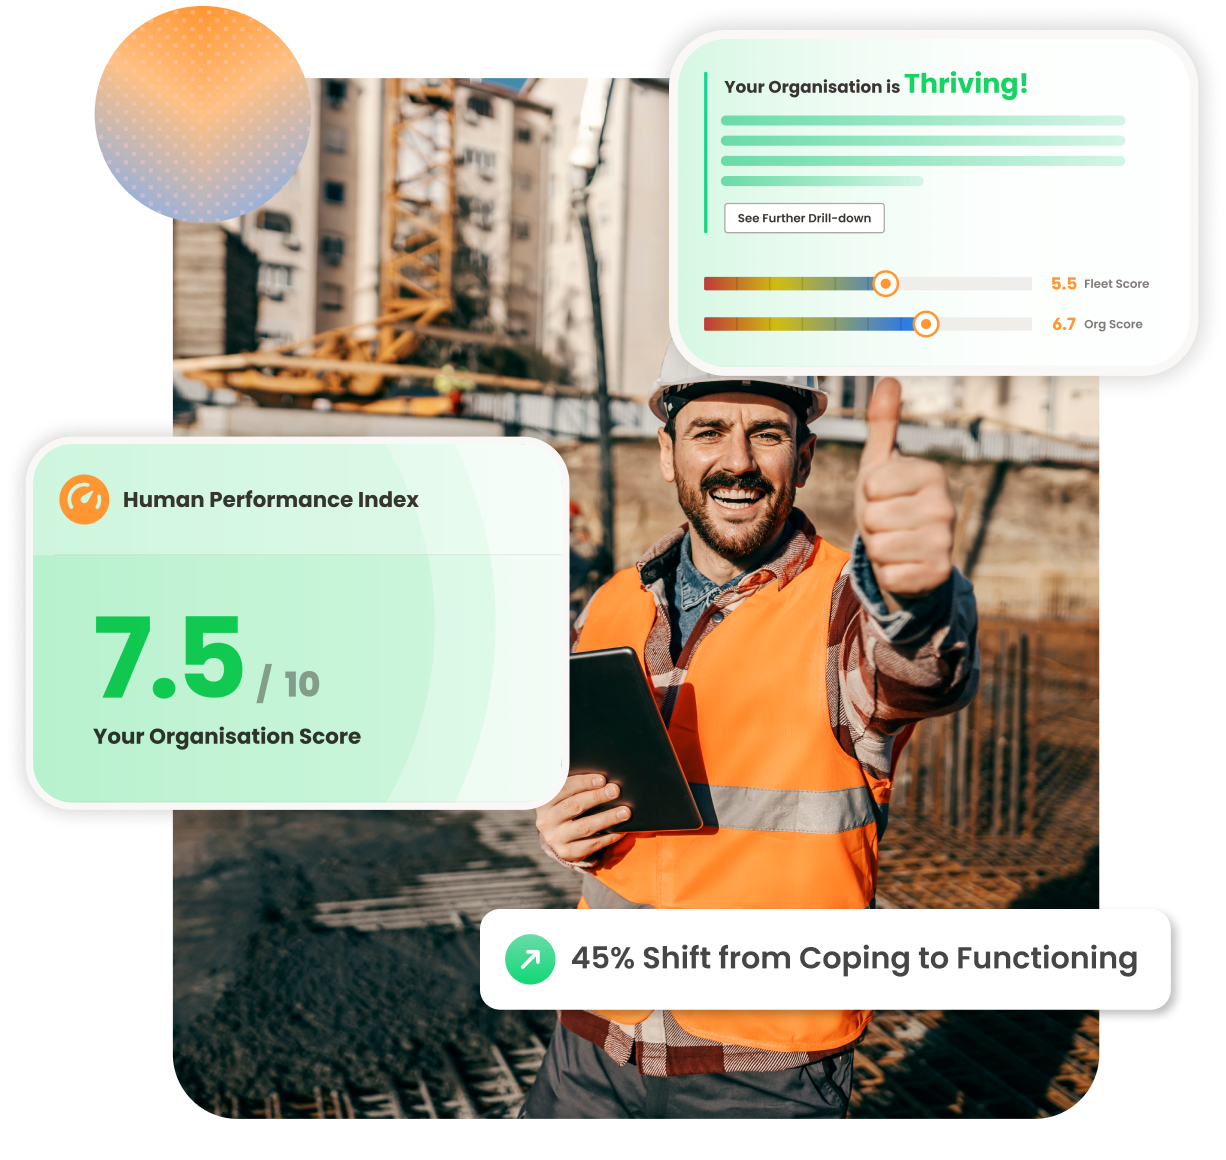 Your Organisation is Thriving!
See Further Drill-down
5.5 Fleet Score
6.7 Org Score
Human Performance Index
7.5 / 10
Your Organisation Score
45% Shift from Coping to Functioning